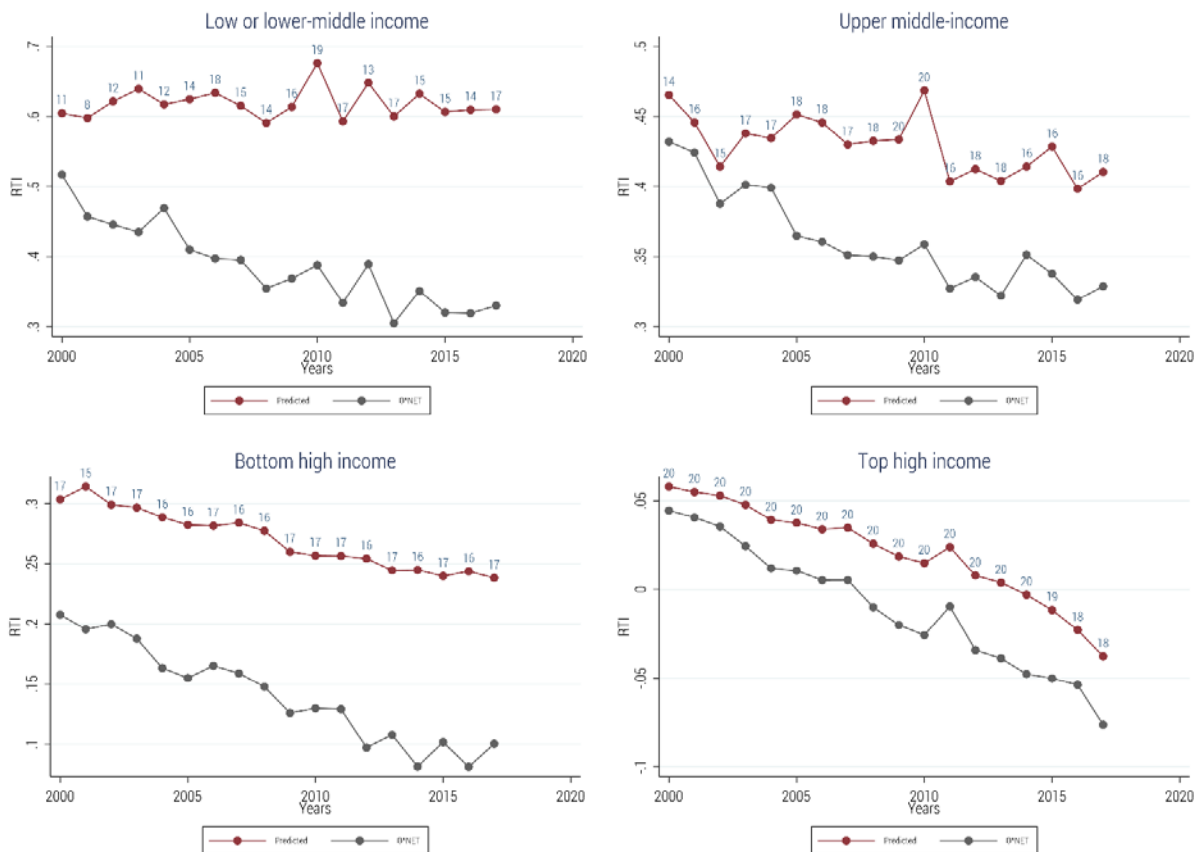 Low or lower-middle income
RTI
.7
.6
.5
.4
.3
11 8 12 11 12 14 18 15 14 16 19 17 13 17 15 15 14 17
2000 2005 2010 2015 2020
Years
Predicted O*NET
Upper middle-income
RTI
.5
.45
.4
.35
.3
14 16 15 17 17 18 18 17 18 20 20 16 18 18 16 16 16 18
2000 2005 2010 2015 2020
Years
Predicted O*NET
Bottom high income
RTI
.3
.25
.2
.15
.1
17 15 17 17 16 16 17 16 16 17 17 17 16 17 16 17 16 17
2000 2005 2010 2015 2020
Years
Predicted O*NET
Top high income
RTI
.05
0
-.05
-.1
20 20 20 20 20 20 20 20 20 20 20 20 20 20 20 19 18 18
2000 2005 2010 2015 2020
Years
Predicted O*NET